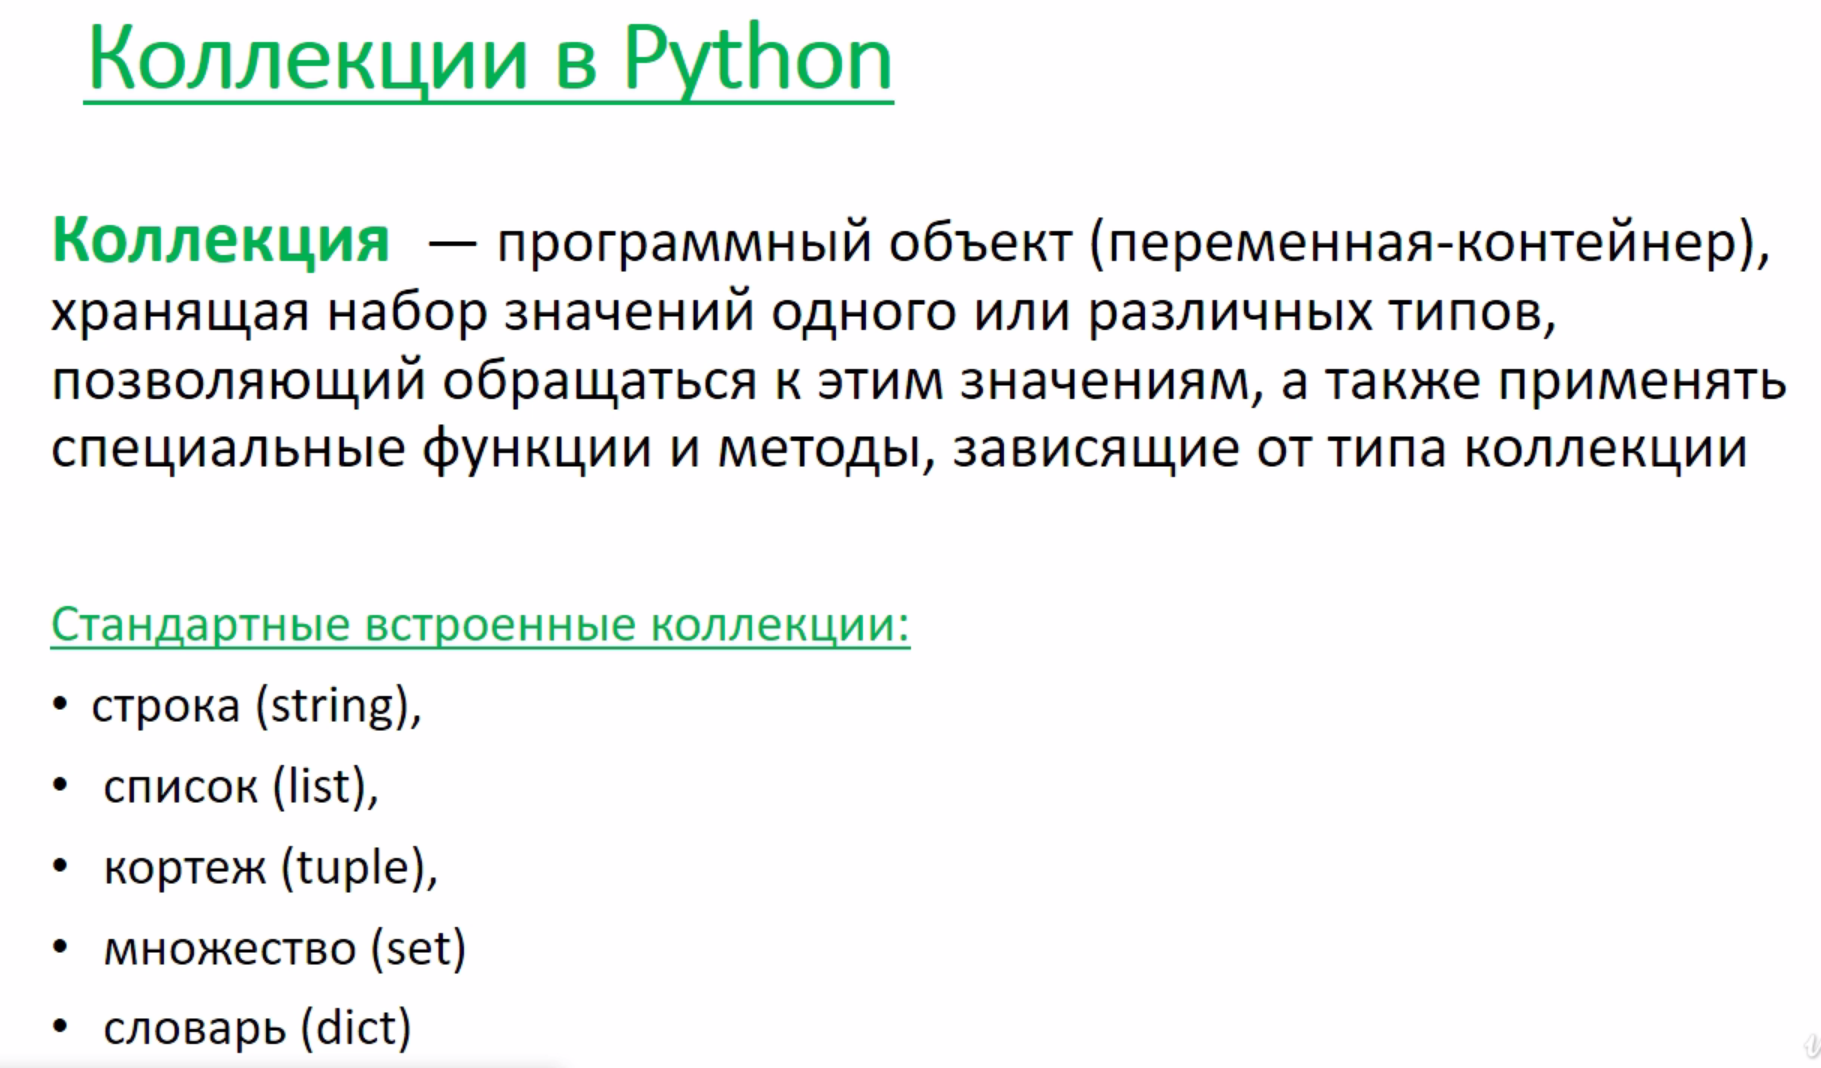 Коллекции в Python
Коллекция — программный объект (переменная-контейнер),
хранящая набор значений одного или различных типов,
позволяющий обращаться к этим значениям, а также применять
специальные функции и методы, зависящие от типа коллекции
Стандартные встроенные коллекции:
• строка (string),
• список (list),
• кортеж (tuple),
• множество (set)
• словарь (dict)